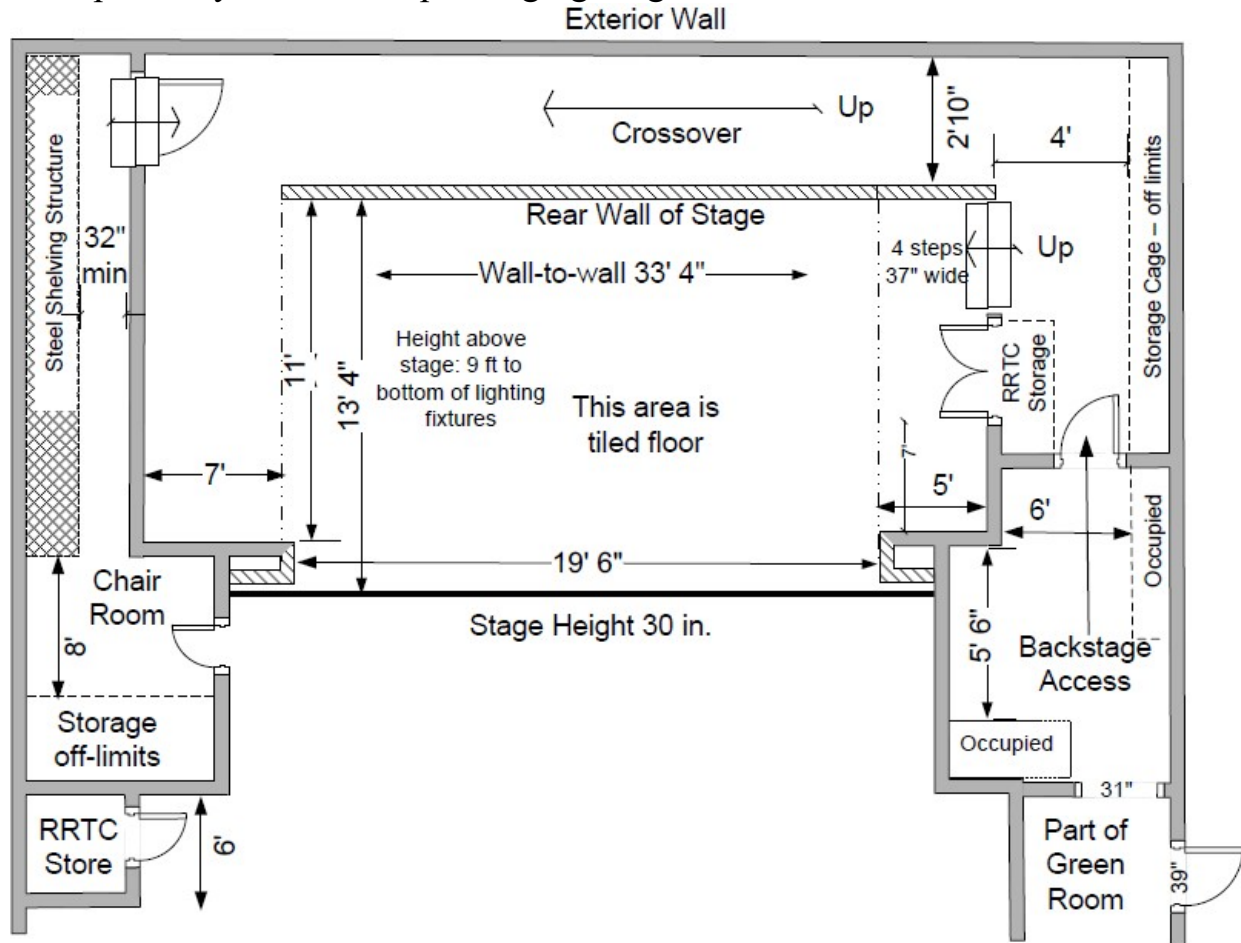 Exterior Wall
Up
Crossover
2'10"
4'
Steel Shelving Structure
32"
min
Storage Cage – off limits
Rear Wall of Stage
4 steps
37" wide
Up
Wall-to-wall 33' 4"
11'
13' 4"
Height above
stage: 9 ft to
bottom of lighting
fixtures
This area is
tiled floor
RRTC
Storage
7'
7'
5'
6'
Occupied
19' 6"
Chair
Room
8'
Stage Height 30 in.
5' 6"
Backstage
Access
Storage
off-limits
Occupied
31"
RRTC
Store
6'
Part of
Green
Room
39"